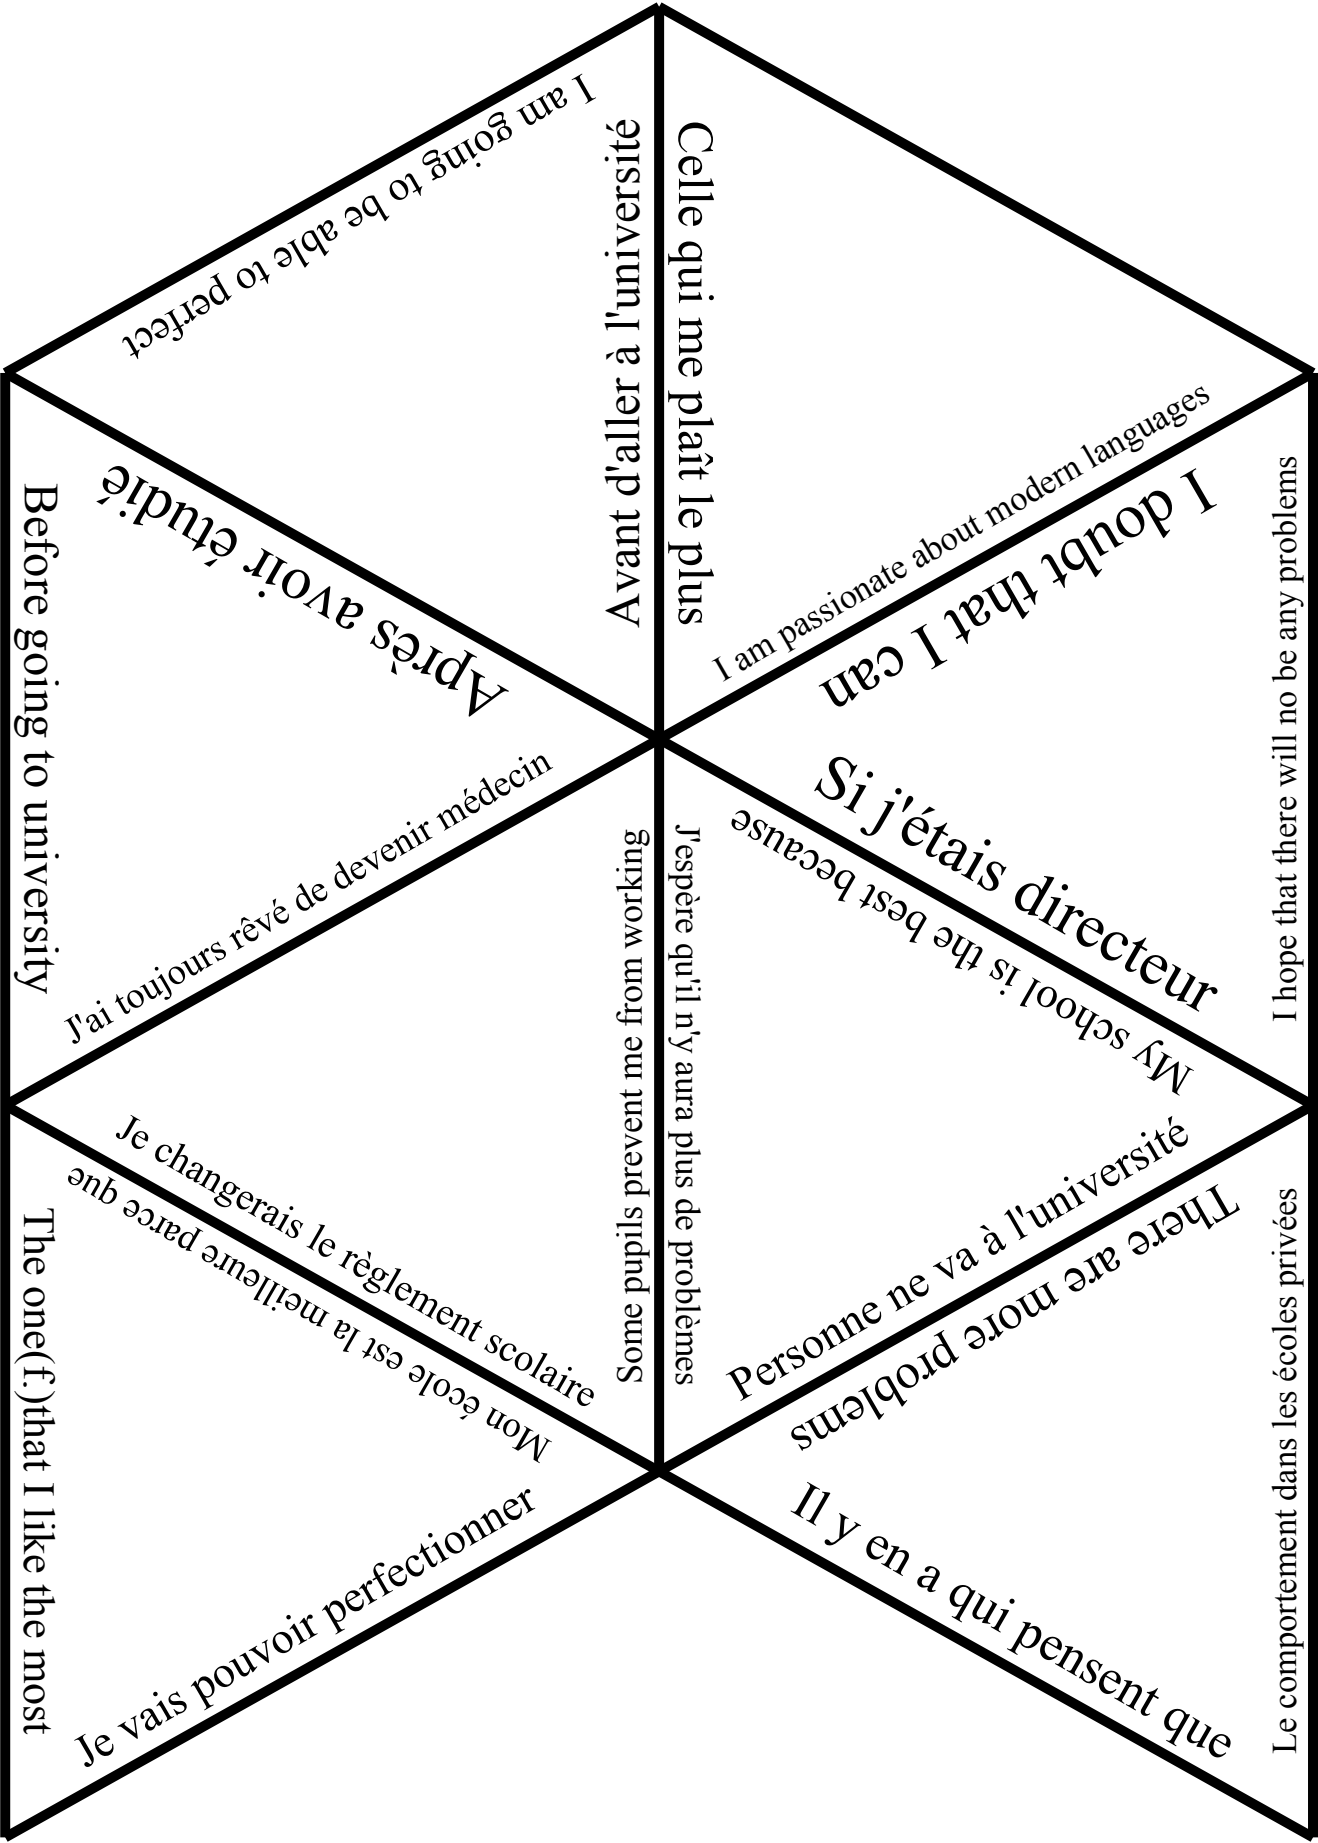 I am going to be able to perfect
Avant d'aller à l'université
Celle qui me plaît le plus
I am passionate about modern languages
Before going to university
Après avoir étudié
J'ai toujours rêvé de devenir médecin
I doubt that I can
I hope that there will no be any problems
Si j'étais directeur
My school is the best because
Some pupils prevent me from working
J'espère qu'il n'y aura plus de problèmes
Je changerais le règlement scolaire
Personne ne va à l'université
Mon école est la meilleure parce que
The one(f.)that I like the most
Je vais pouvoir perfectionner
There are more problems
Le comportement dans les écoles privées
Il y en a qui pensent que